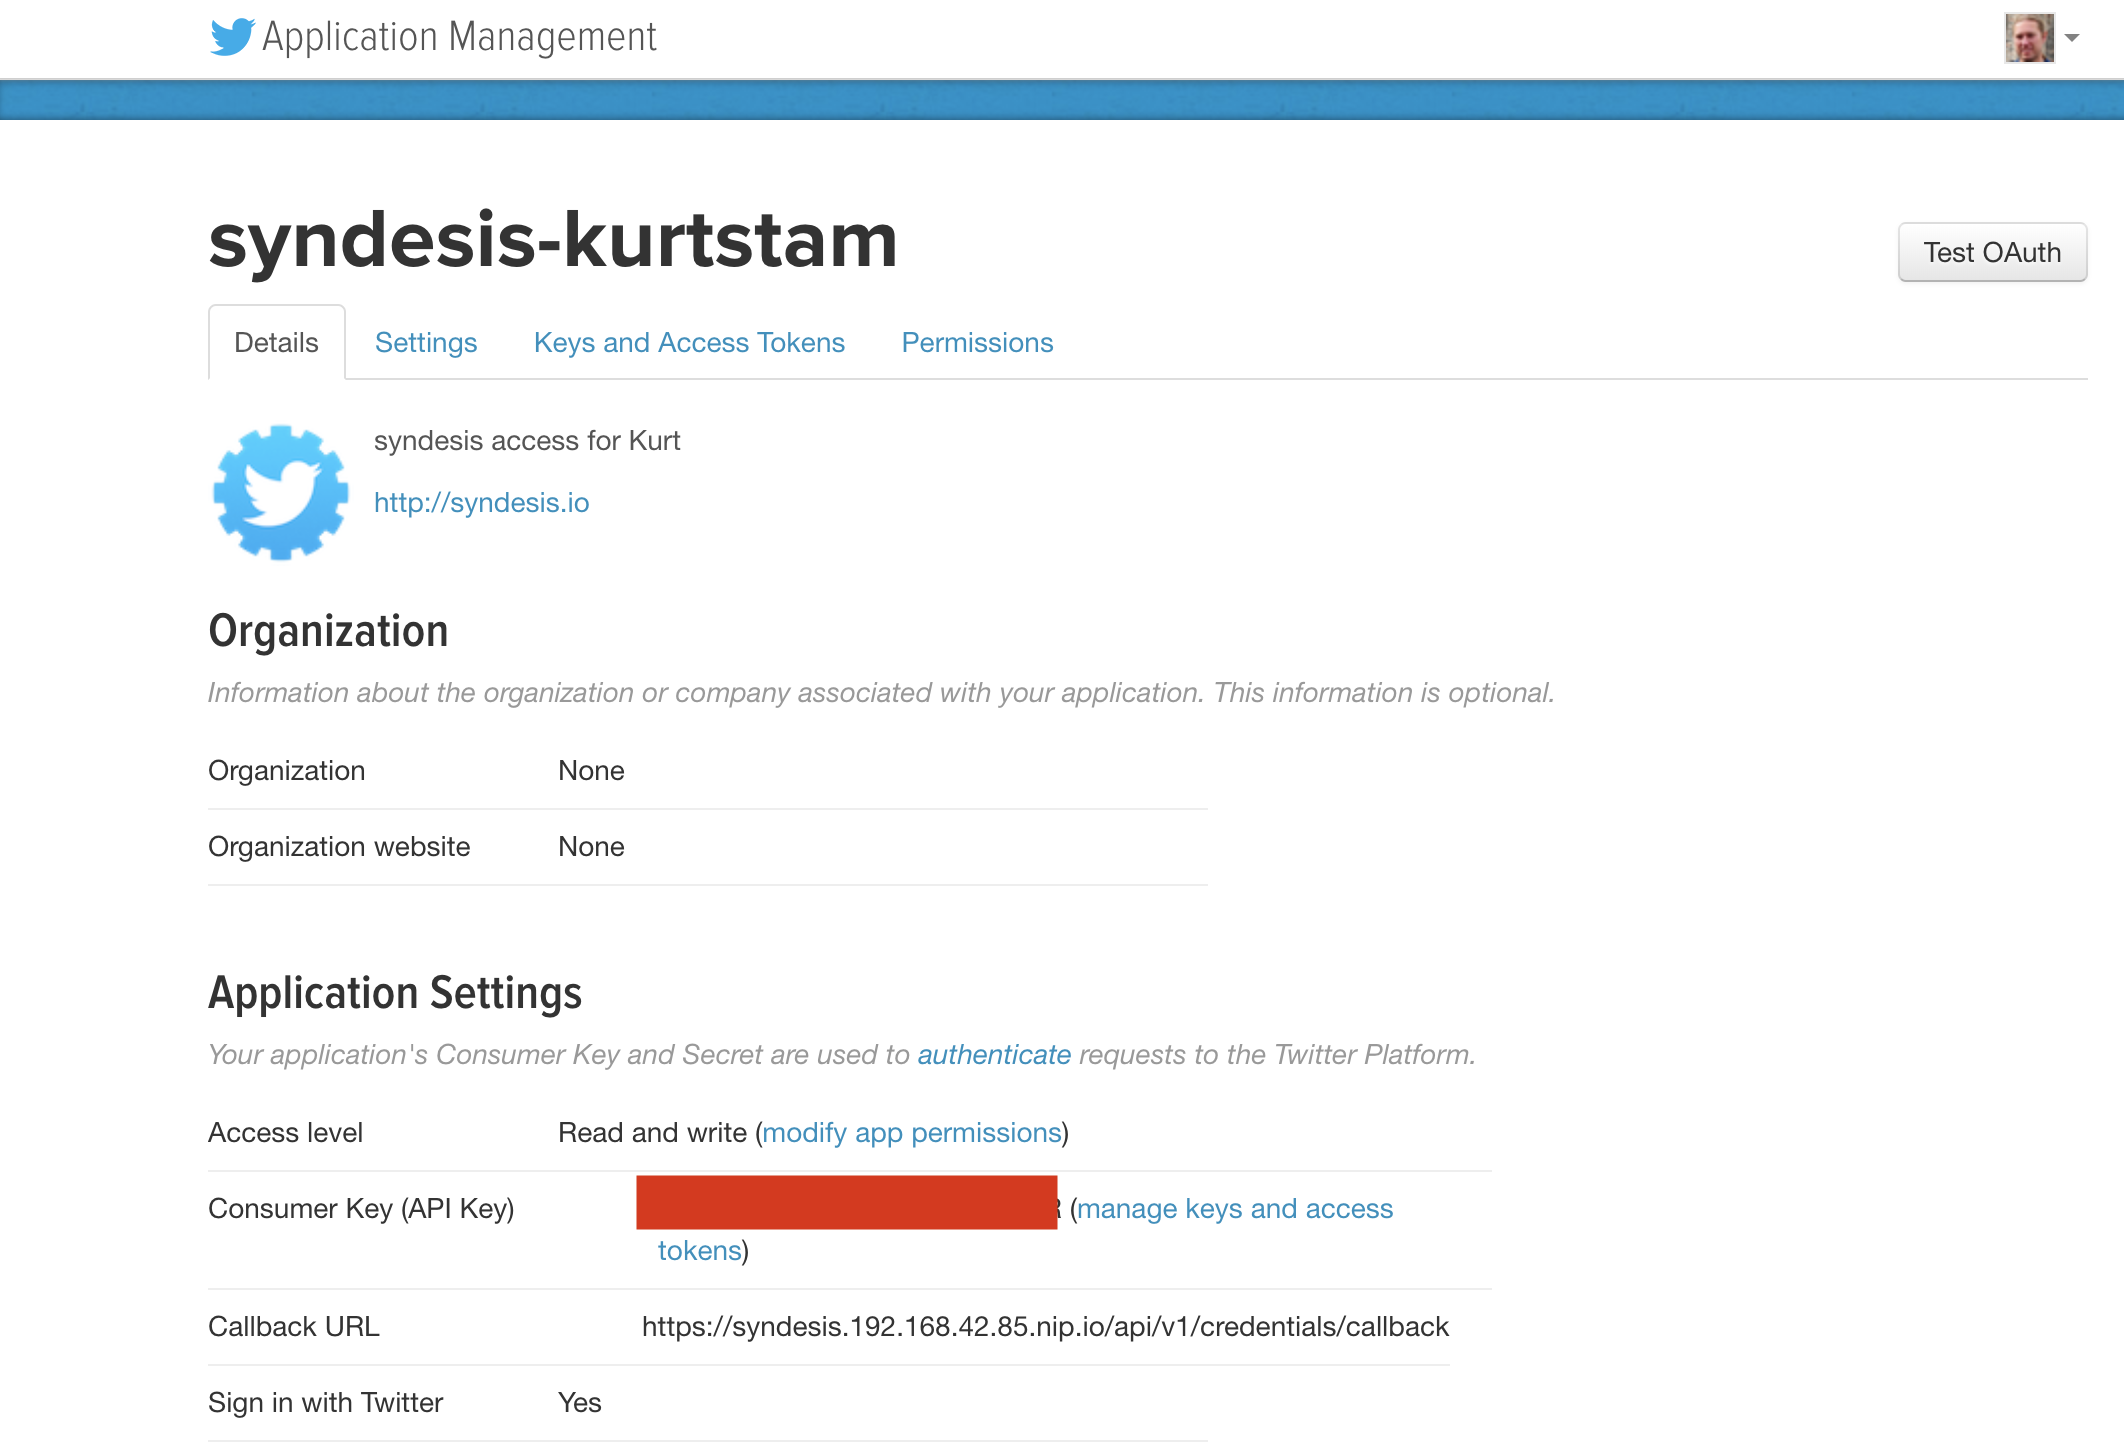 Application Management
syndesis-kurtstam
Test OAuth
Details Settings Keys and Access Tokens Permissions
syndesis access for Kurt
http://syndesis.io
Organization
Information about the organization or company associated with your application. This information is optional.
Organization None
Organization website None
Application Settings
Your application's Consumer Key and Secret are used to authenticate requests to the Twitter Platform.
Access level Read and write (modify app permissions)
Consumer Key (API Key) (manage keys and access
tokens)
Callback URL https://syndesis.192.168.42.85.nip.io/api/v1/credentials/callback
Sign in with Twitter Yes